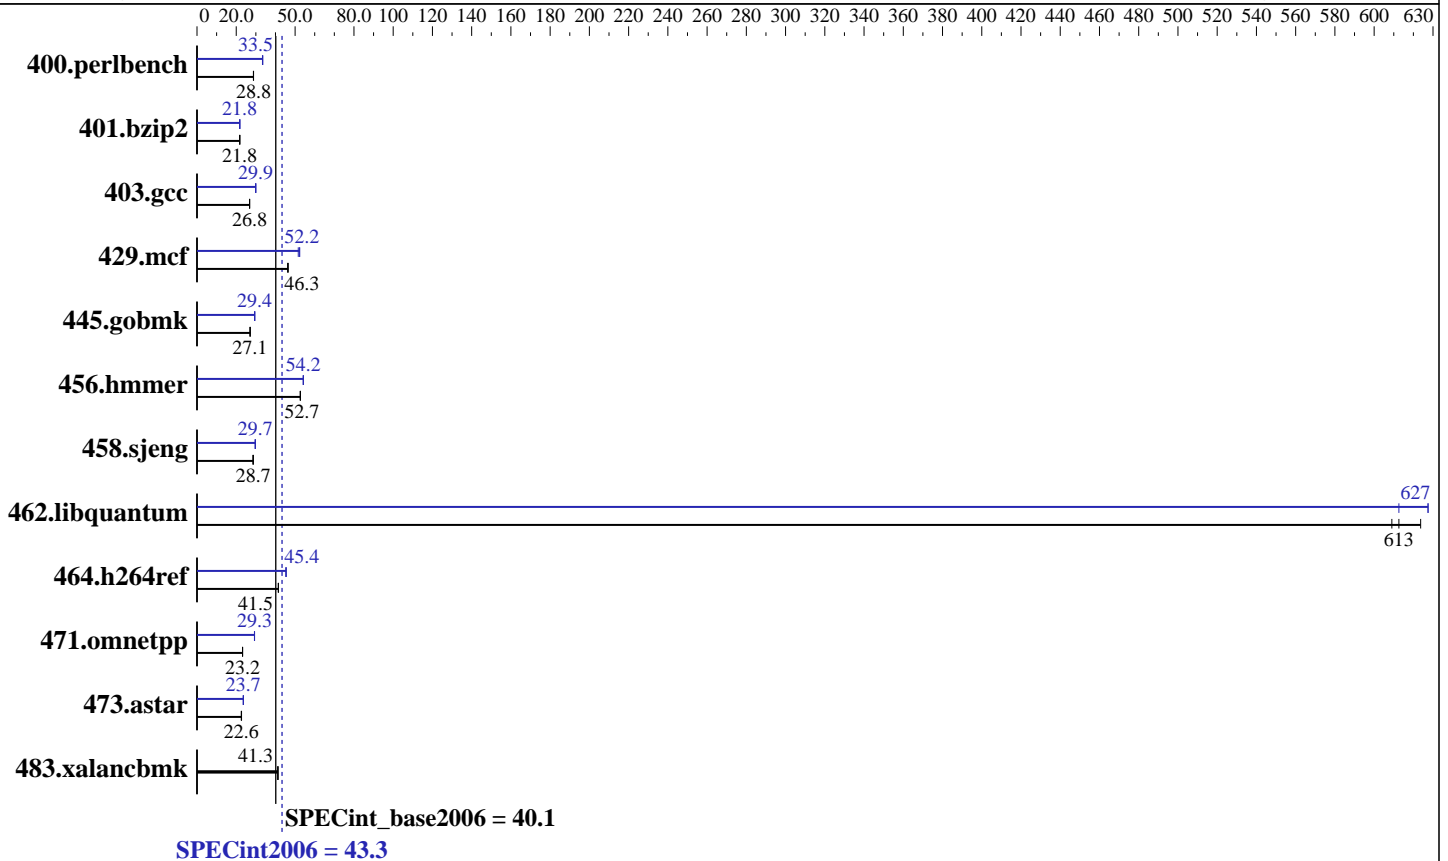 0 20.0 50.0 80.0 100 120 140 160 180 200 220 240 260 280 300 320 340 360 380 400 420 440 460 480 500 520 540 560 580 600 630
33.5
400.perlbench
28.8
21.8
401.bzip2
21.8
29.9
403.gcc
26.8
52.2
429.mcf
46.3
29.4
445.gobmk
27.1
54.2
456.hmmer
52.7
29.7
458.sjeng
28.7
627
462.libquantum
613
45.4
464.h264ref
41.5
29.3
471.omnetpp
23.2
23.7
473.astar
22.6
41.3
483.xalancbmk
SPECint_base2006 = 40.1
SPECint2006 = 43.3